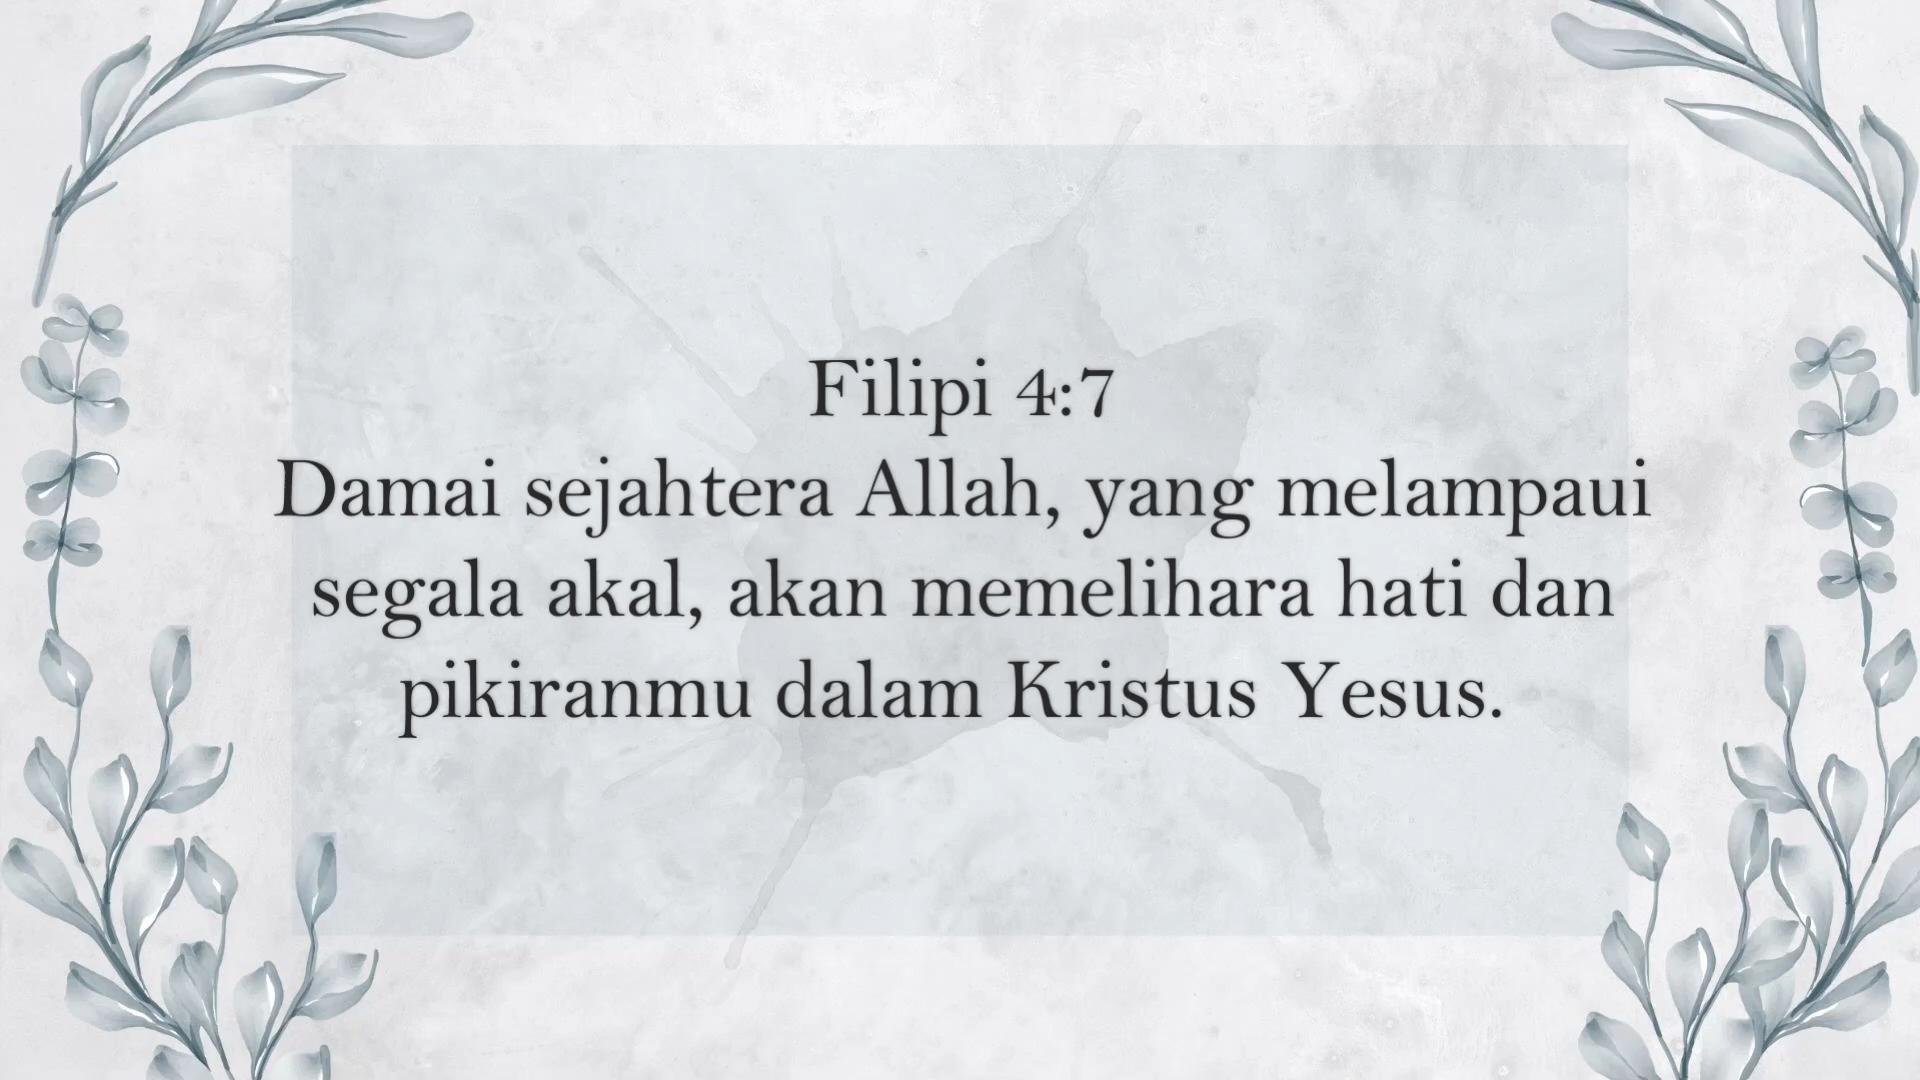 Filipi 4:7
Damai sejahtera Allah, yang melampaui
segala akal, akan memelihara hati dan
pikiranmu dalam Kristus Yesus.